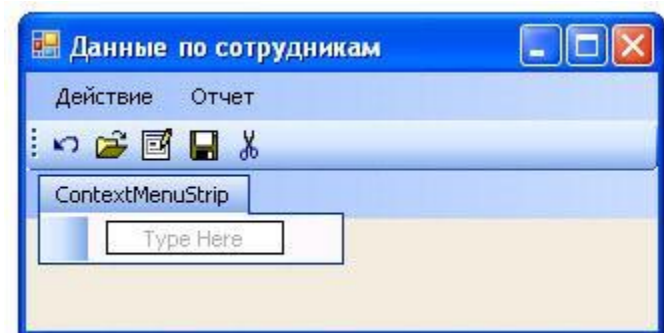 Данные по сотрудникам
Действие Отчет
ContextMenuStrip
Type Here